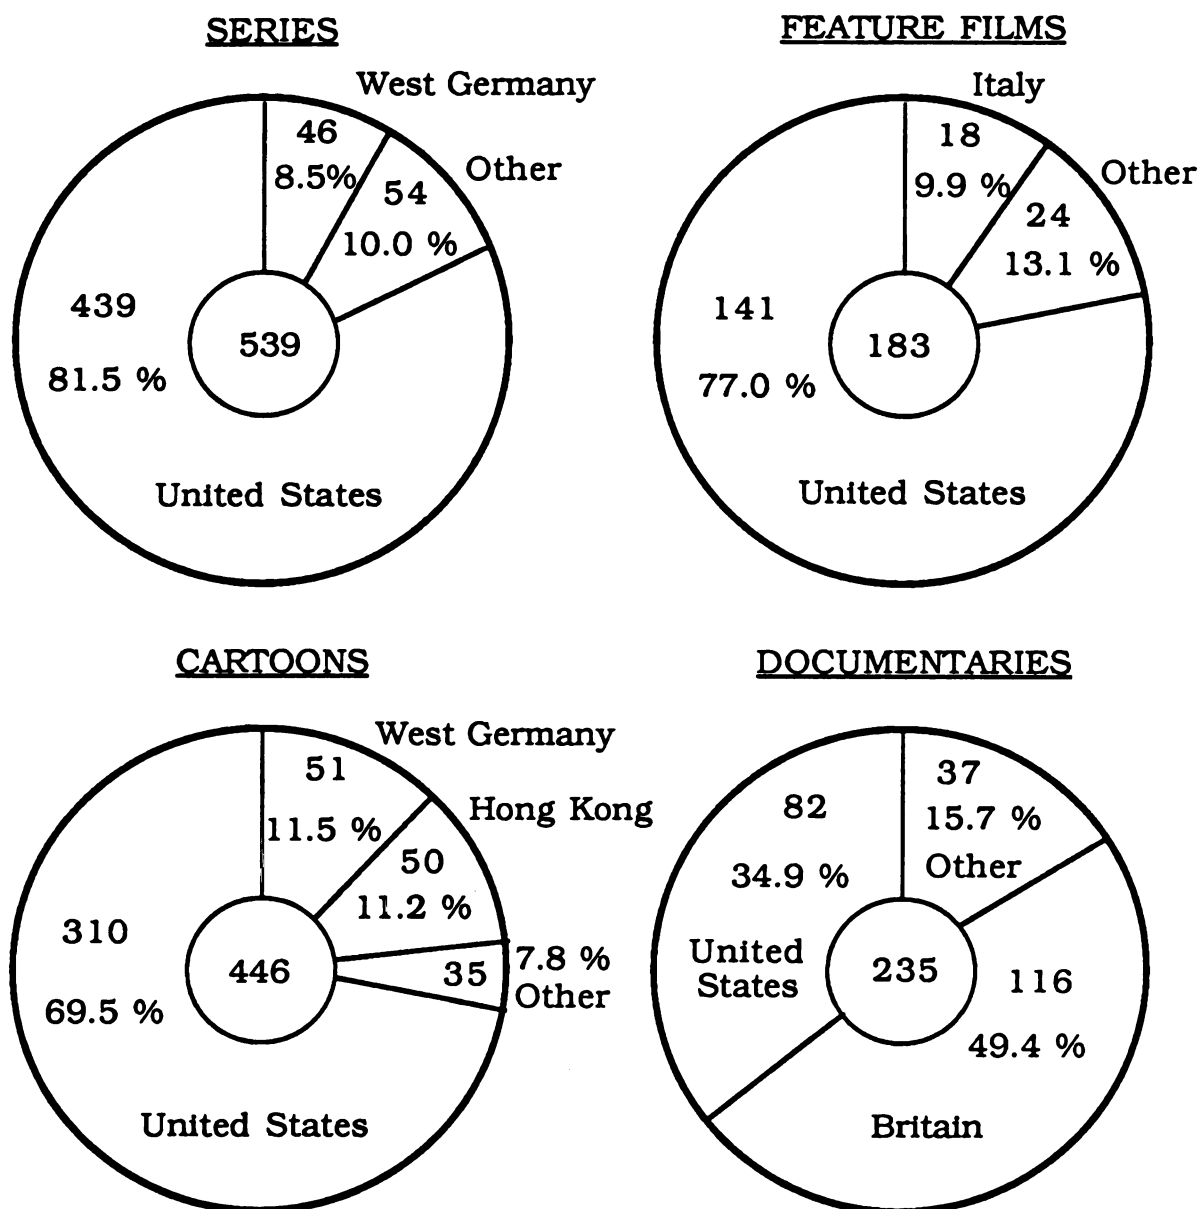 SERIES
West Germany
46
8.5%
Other
54
10.0 %
439
81.5 %
539
United States
FEATURE FILMS
Italy
18
9.9 %
Other
24
13.1 %
141
77.0 %
183
United States
CARTOONS
West Germany
51
11.5 %
Hong Kong
50
11.2 %
7.8 %
35
Other
310
69.5 %
446
United States
DOCUMENTARIES
37
15.7 %
Other
82
34.9 %
United
States
235
116
49.4 %
Britain